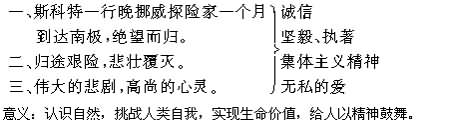 一、斯科特一行晚挪威探险家一个月 诚信
到达南极,绝望而归。 坚毅、执著
二、归途艰险,悲壮覆灭。 集体主义精神
三、伟大的悲剧,高尚的心灵。 无私的爱
意义：认识自然，挑战人类自我，实现生命价值，给人以精神鼓舞。